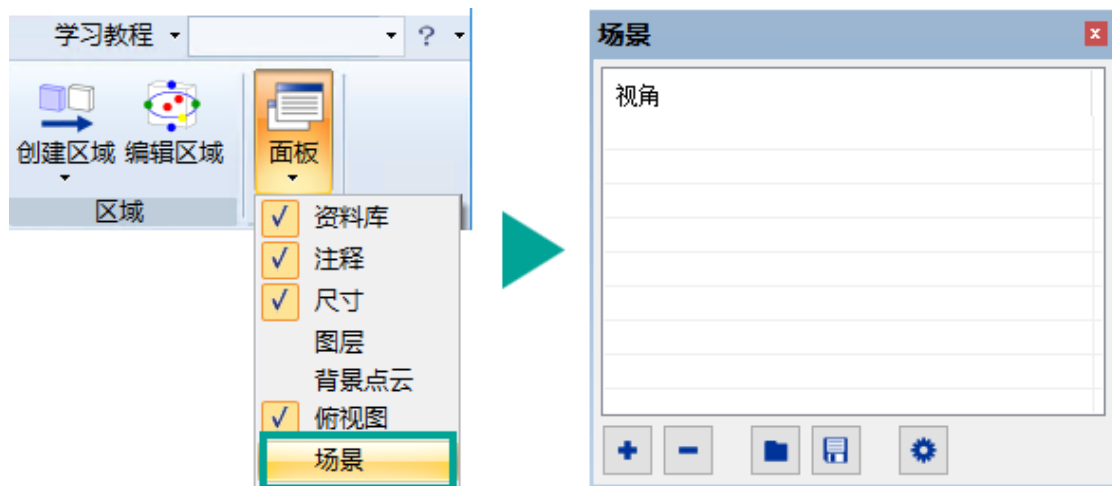 学习教程
?
创建区域 编辑区域 面板
区域
资料库
注释
尺寸
图层
背景点云
俯视图
场景
场景
视角